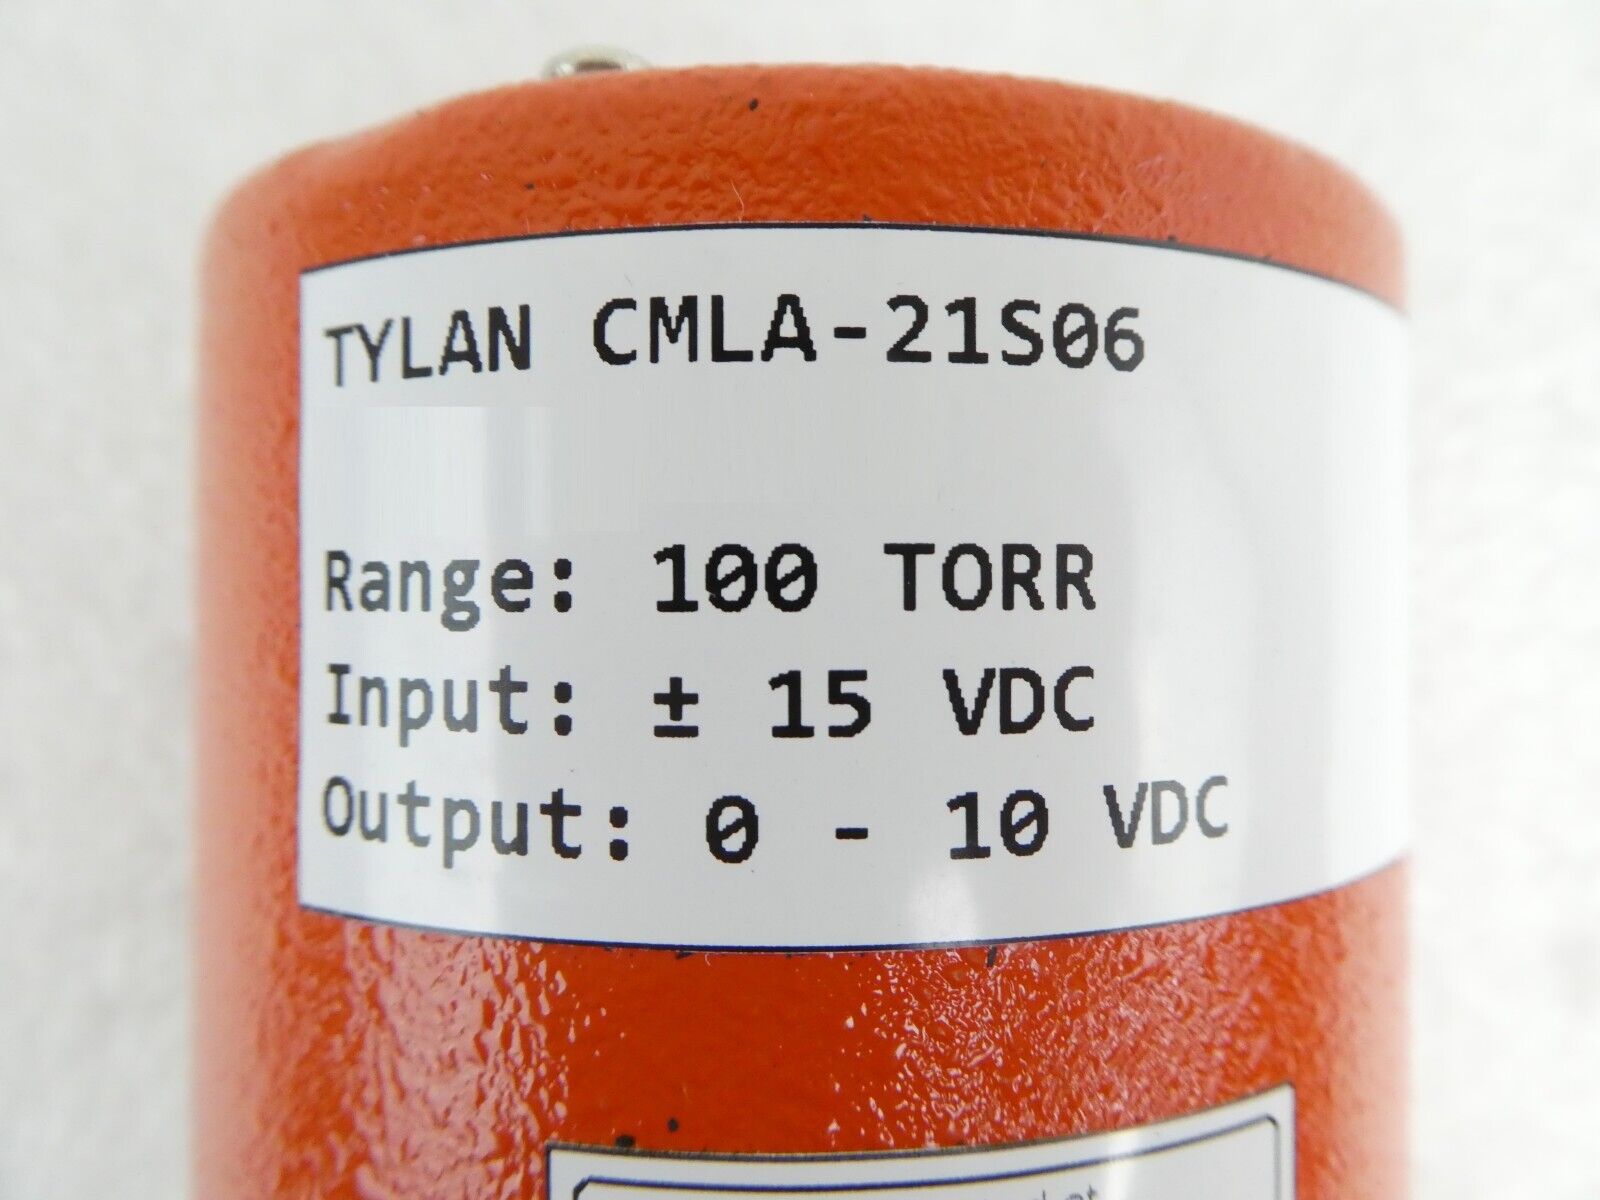 TYLAN CMLA-21S06
Range: 100 TORR
Input: ± 15 VDC
Output: 0 - 10 VDC